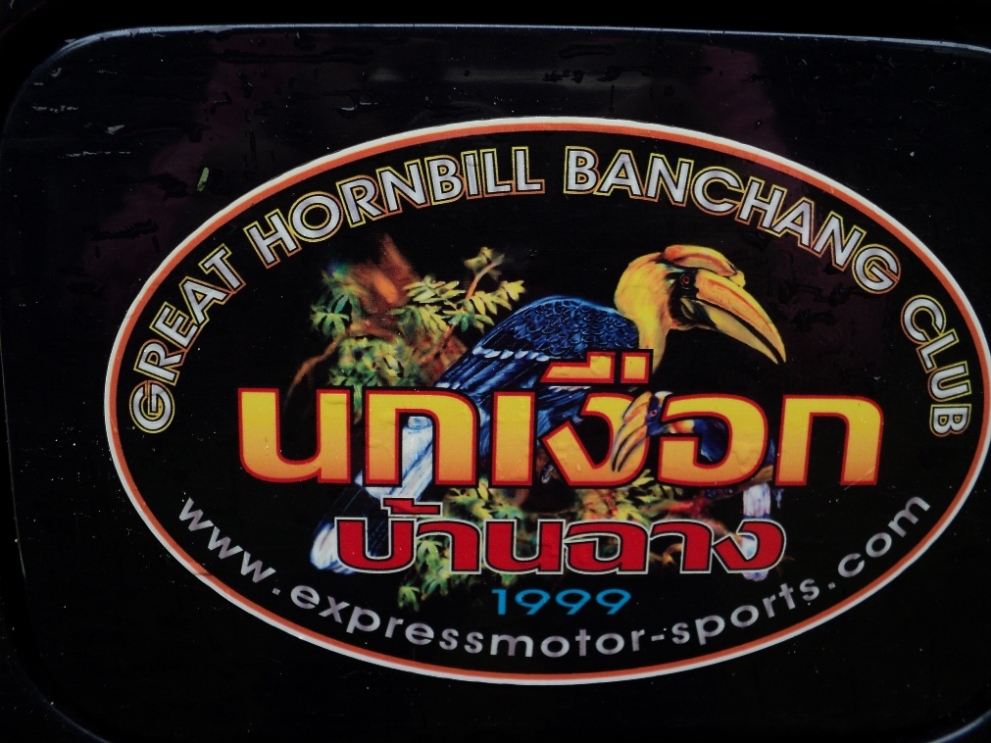 GREAT HORNBILL BANCHANG CLUB
นกเงือก
บ้านฉาง
1999
www.expressmotor-sports.com